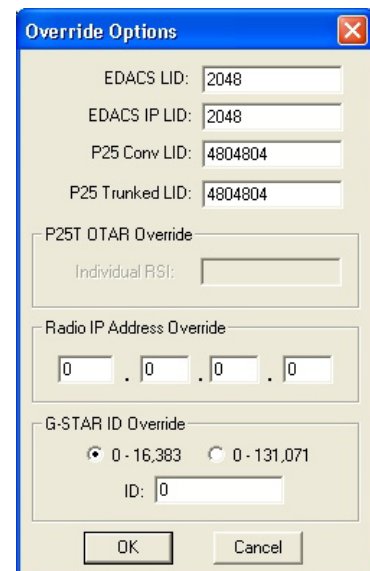 Override Options
EDACS LID: 2048
EDACS IP LID: 2048
P25 Conv LID: 4804804
P25 Trunked LID: 4804804
P25T OTAR Override
Individual RSI:
Radio IP Address Override
0 . 0 . 0 . 0
G-STAR ID Override
0 - 16,383 0 - 131,071
ID: 0
OK Cancel